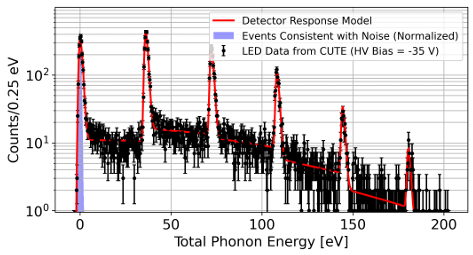 Detector Response Model
Events Consistent with Noise (Normalized)
LED Data from CUTE (HV Bias = -35 V)
Counts/0.25 eV
10²
10¹
10⁰
0 50 100 150 200
Total Phonon Energy [eV]